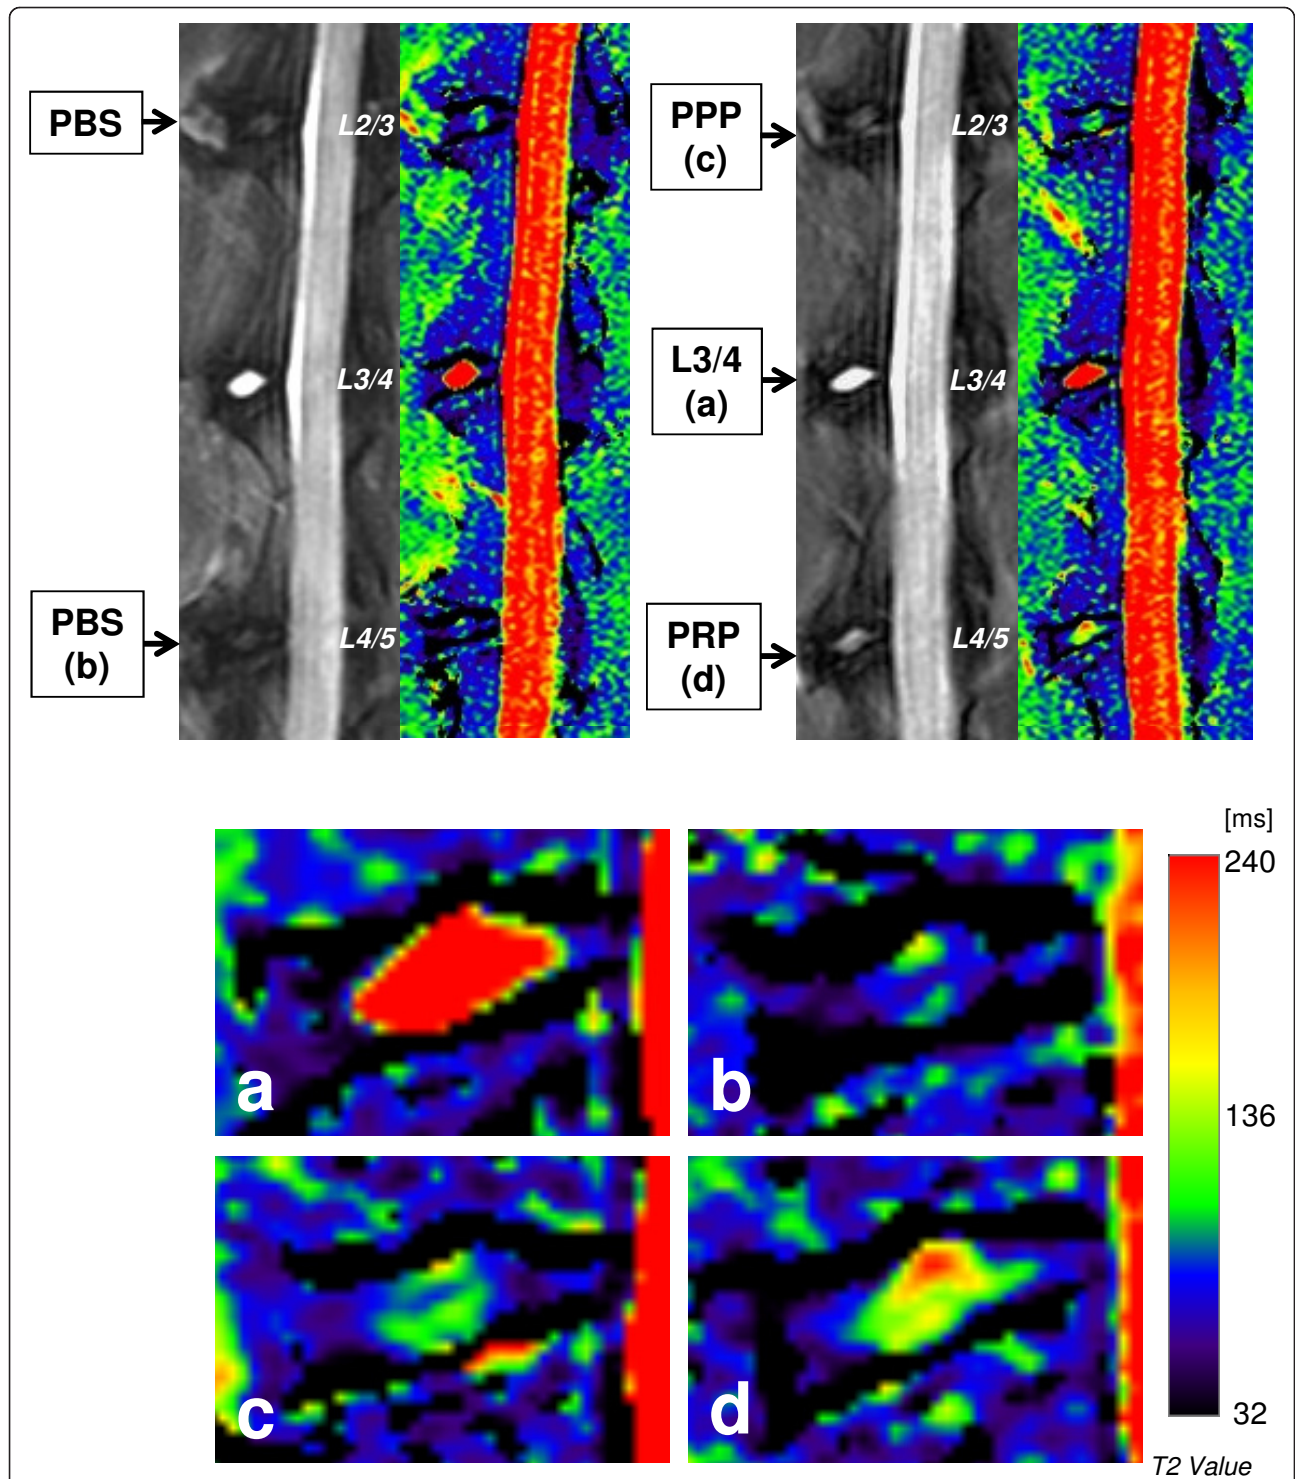 PBS
L2/3
L3/4
PBS
(b)
L4/5
PPP
(c)
L2/3
L3/4
(a)
L3/4
PRP
(d)
L4/5
[ms]
240
136
32
T2 Value
a
b
c
d